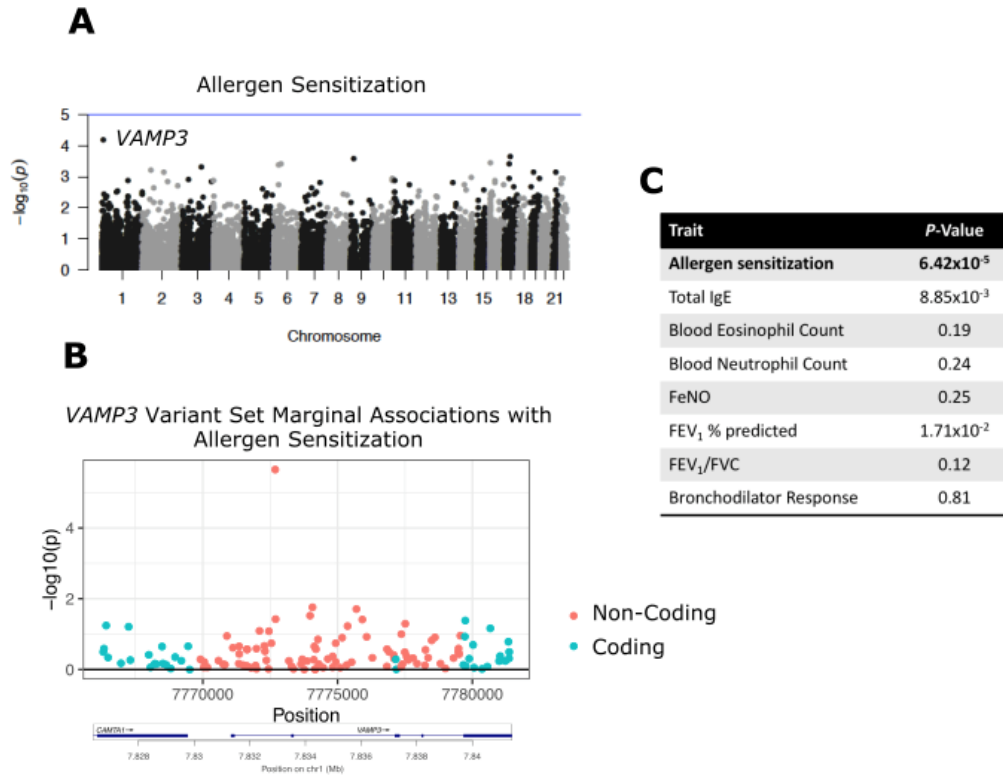 A
Allergen Sensitization
5
4
3
2
1
0
VAMP3
-log10(p)
1 2 3 4 5 6 7 8 9 11 13 15 18 21
Chromosome
B
VAMP3 Variant Set Marginal Associations with
Allergen Sensitization
4
2
0
-log10(p)
7770000 7775000 7780000
Position
CAMTA1→ VAMP3→
7.828 7.83 7.832 7.834 7.836 7.838 7.84
Position on chr1 (Mb)
Non-Coding
Coding
C
Trait P-Value
Allergen sensitization 6.42x10⁻⁵
Total IgE 8.85x10⁻³
Blood Eosinophil Count 0.19
Blood Neutrophil Count 0.24
FeNO 0.25
FEV₁ % predicted 1.71x10⁻²
FEV₁/FVC 0.12
Bronchodilator Response 0.81